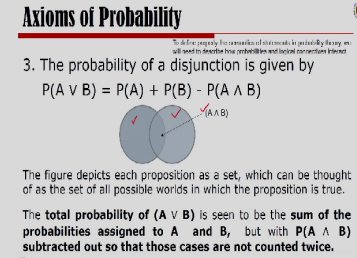 Axioms of Probability
To define properly the semantics of statements in probability theory, we
will need to describe how probabilities and logical connectives interact
3. The probability of a disjunction is given by
P(A ∨ B) = P(A) + P(B) - P(A ∧ B)
(A ∧ B)
The figure depicts each proposition as a set, which can be thought
of as the set of all possible worlds in which the proposition is true.
The total probability of (A ∨ B) is seen to be the sum of the
probabilities assigned to A and B, but with P(A ∧ B)
subtracted out so that those cases are not counted twice.